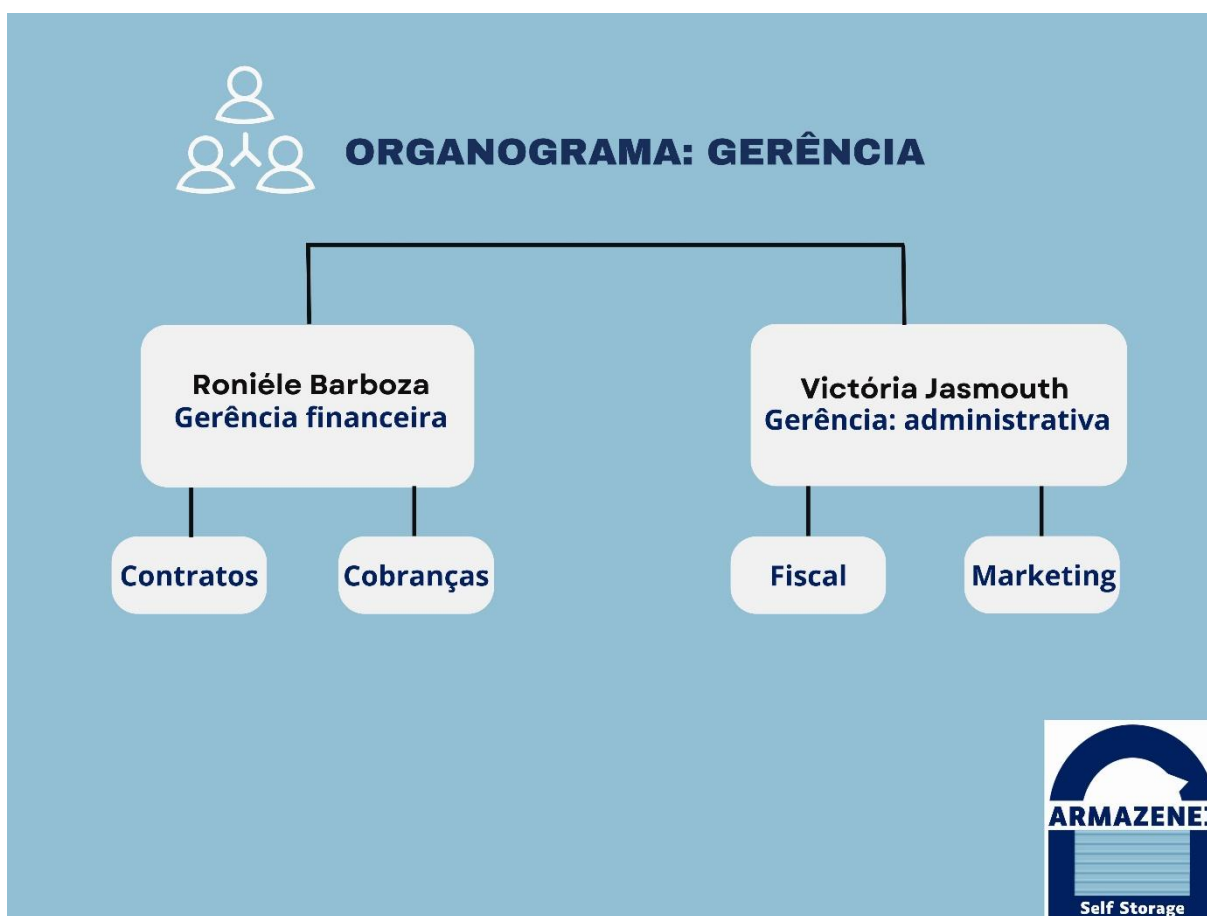 ORGANOGRAMA: GERÊNCIA
Roniéle Barboza
Gerência financeira
Victória Jasmouth
Gerência: administrativa
Contratos
Cobranças
Fiscal
Marketing
Self Storage